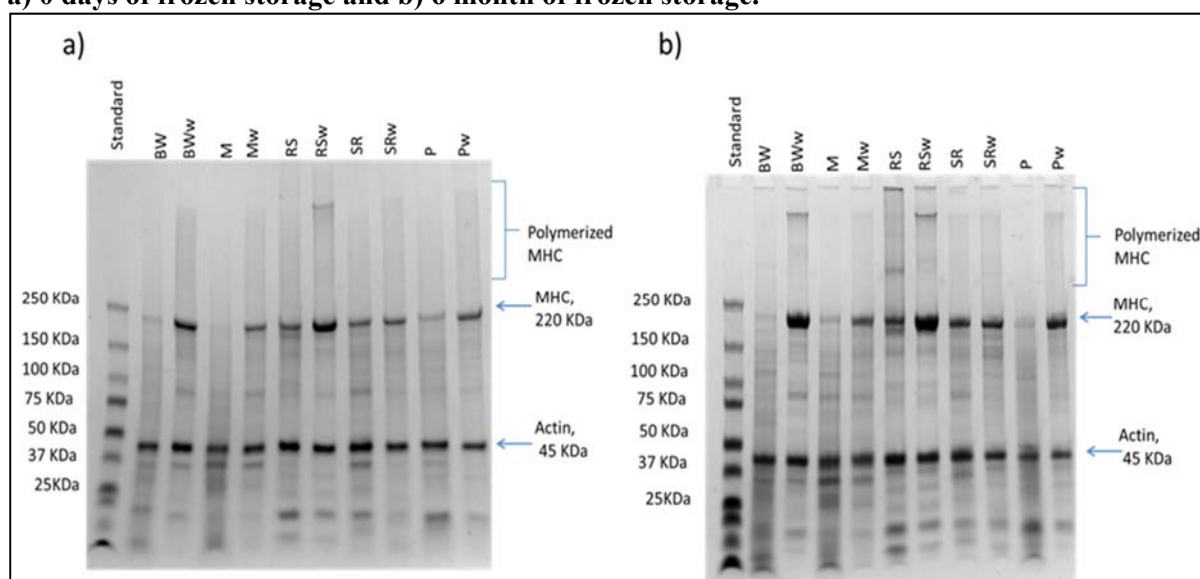 a) 0 days of frozen storage and b) 6 month of frozen storage.
a)
Standard
BW
BWw
M
Mw
RS
RSw
SR
SRw
P
Pw
Polymerized
MHC
250 KDa
MHC,
220 KDa
150 KDa
100 KDa
75 KDa
50 KDa
Actin,
45 KDa
37 KDa
25KDa
b)
Standard
BW
BWw
M
Mw
RS
RSw
SR
SRw
P
Pw
Polymerized
MHC
250 KDa
MHC,
220 KDa
150 KDa
100 KDa
75 KDa
50 KDa
Actin,
45 KDa
37 KDa
25KDa